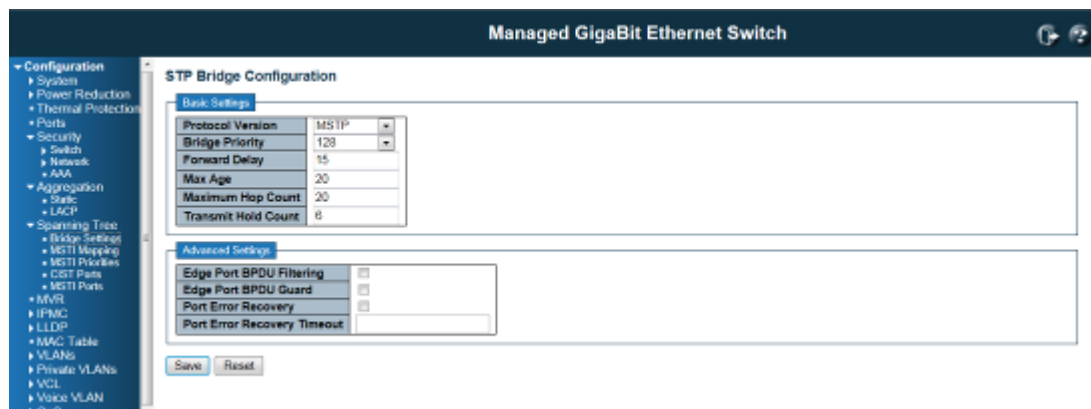 Managed GigaBit Ethernet Switch
Configuration
System
Power Reduction
Thermal Protection
Ports
Security
Switch
Network
AAA
Aggregation
Static
LACP
Spanning Tree
Bridge Settings
MSTI Mapping
MSTI Priorities
CIST Ports
MSTI Ports
MVR
IPMC
LLDP
MAC Table
VLANs
Private VLANs
VCL
Voice VLAN
STP Bridge Configuration
Basic Settings
Protocol Version MSTP
Bridge Priority 128
Forward Delay 15
Max Age 20
Maximum Hop Count 20
Transmit Hold Count 6
Advanced Settings
Edge Port BPDU Filtering
Edge Port BPDU Guard
Port Error Recovery
Port Error Recovery Timeout
Save Reset